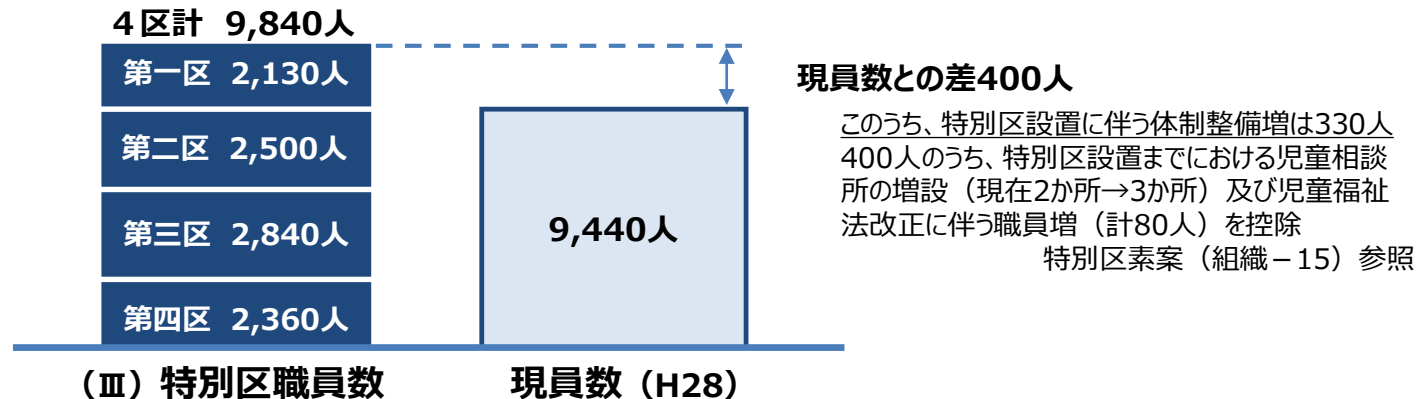 ４区計 9,840人
第一区 2,130人
第二区 2,500人
第三区 2,840人
第四区 2,360人
（Ⅲ）特別区職員数
9,440人
現員数（H28）
現員数との差400人
このうち、特別区設置に伴う体制整備増は330人
400人のうち、特別区設置までにおける児童相談
所の増設（現在2か所→3か所）及び児童福祉
法改正に伴う職員増（計80人）を控除
特別区素案（組織－15）参照